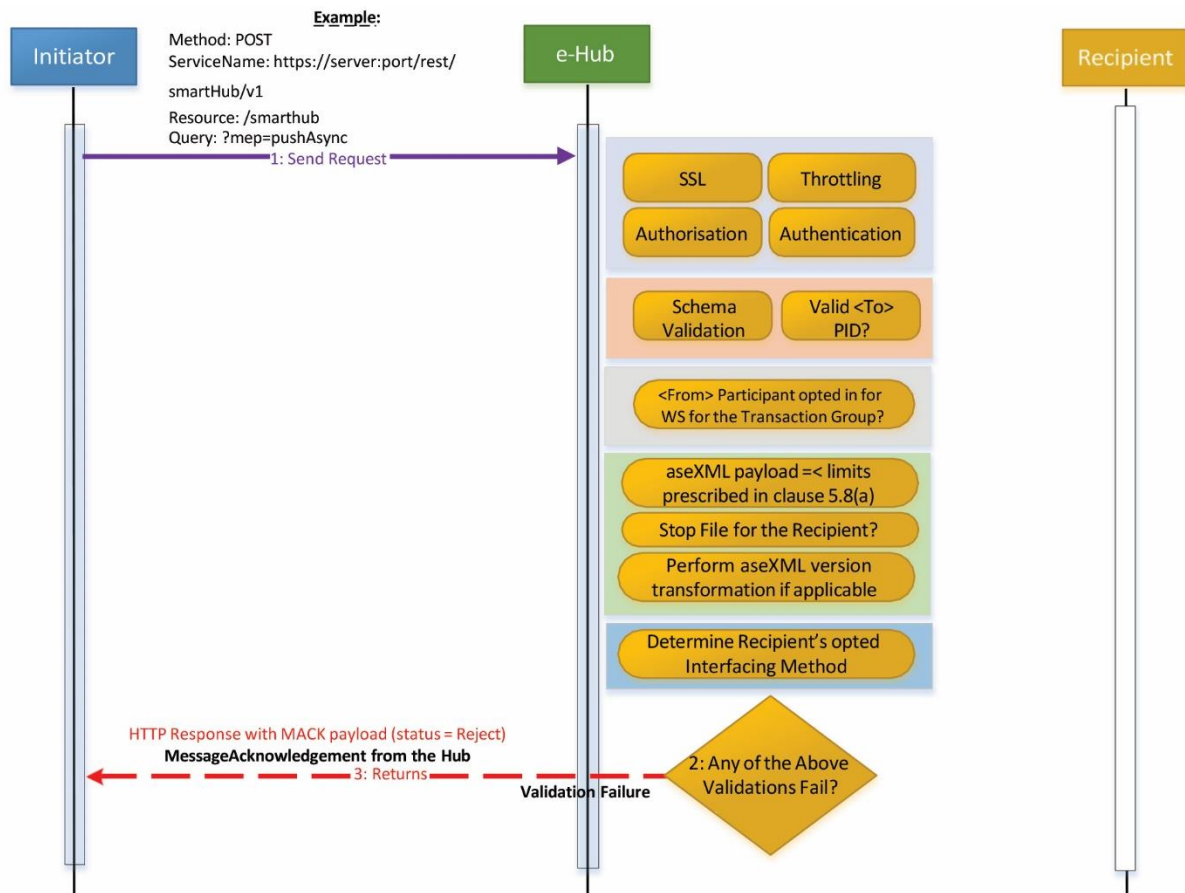 Example:
Method: POST
ServiceName: https://server:port/rest/
smartHub/v1
Resource: /smarthub
Query: ?mep=pushAsync
Initiator
e-Hub
Recipient
1: Send Request
SSL
Throttling
Authorisation
Authentication
Schema
Validation
Valid <To>
PID?
<From> Participant opted in for
WS for the Transaction Group?
aseXML payload =< limits
prescribed in clause 5.8(a)
Stop File for the Recipient?
Perform aseXML version
transformation if applicable
Determine Recipient's opted
Interfacing Method
HTTP Response with MACK payload (status = Reject)
MessageAcknowledgement from the Hub
3: Returns
Validation Failure
2: Any of the Above
Validations Fail?